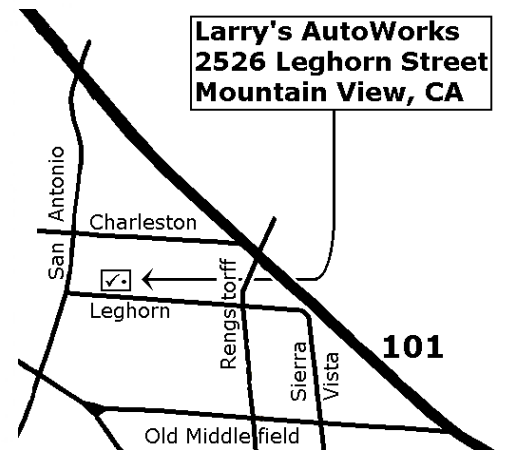 Larry's AutoWorks
2526 Leghorn Street
Mountain View, CA
San Antonio
Charleston
Leghorn
Rengstorff
Sierra
Vista
101
Old Middlefield